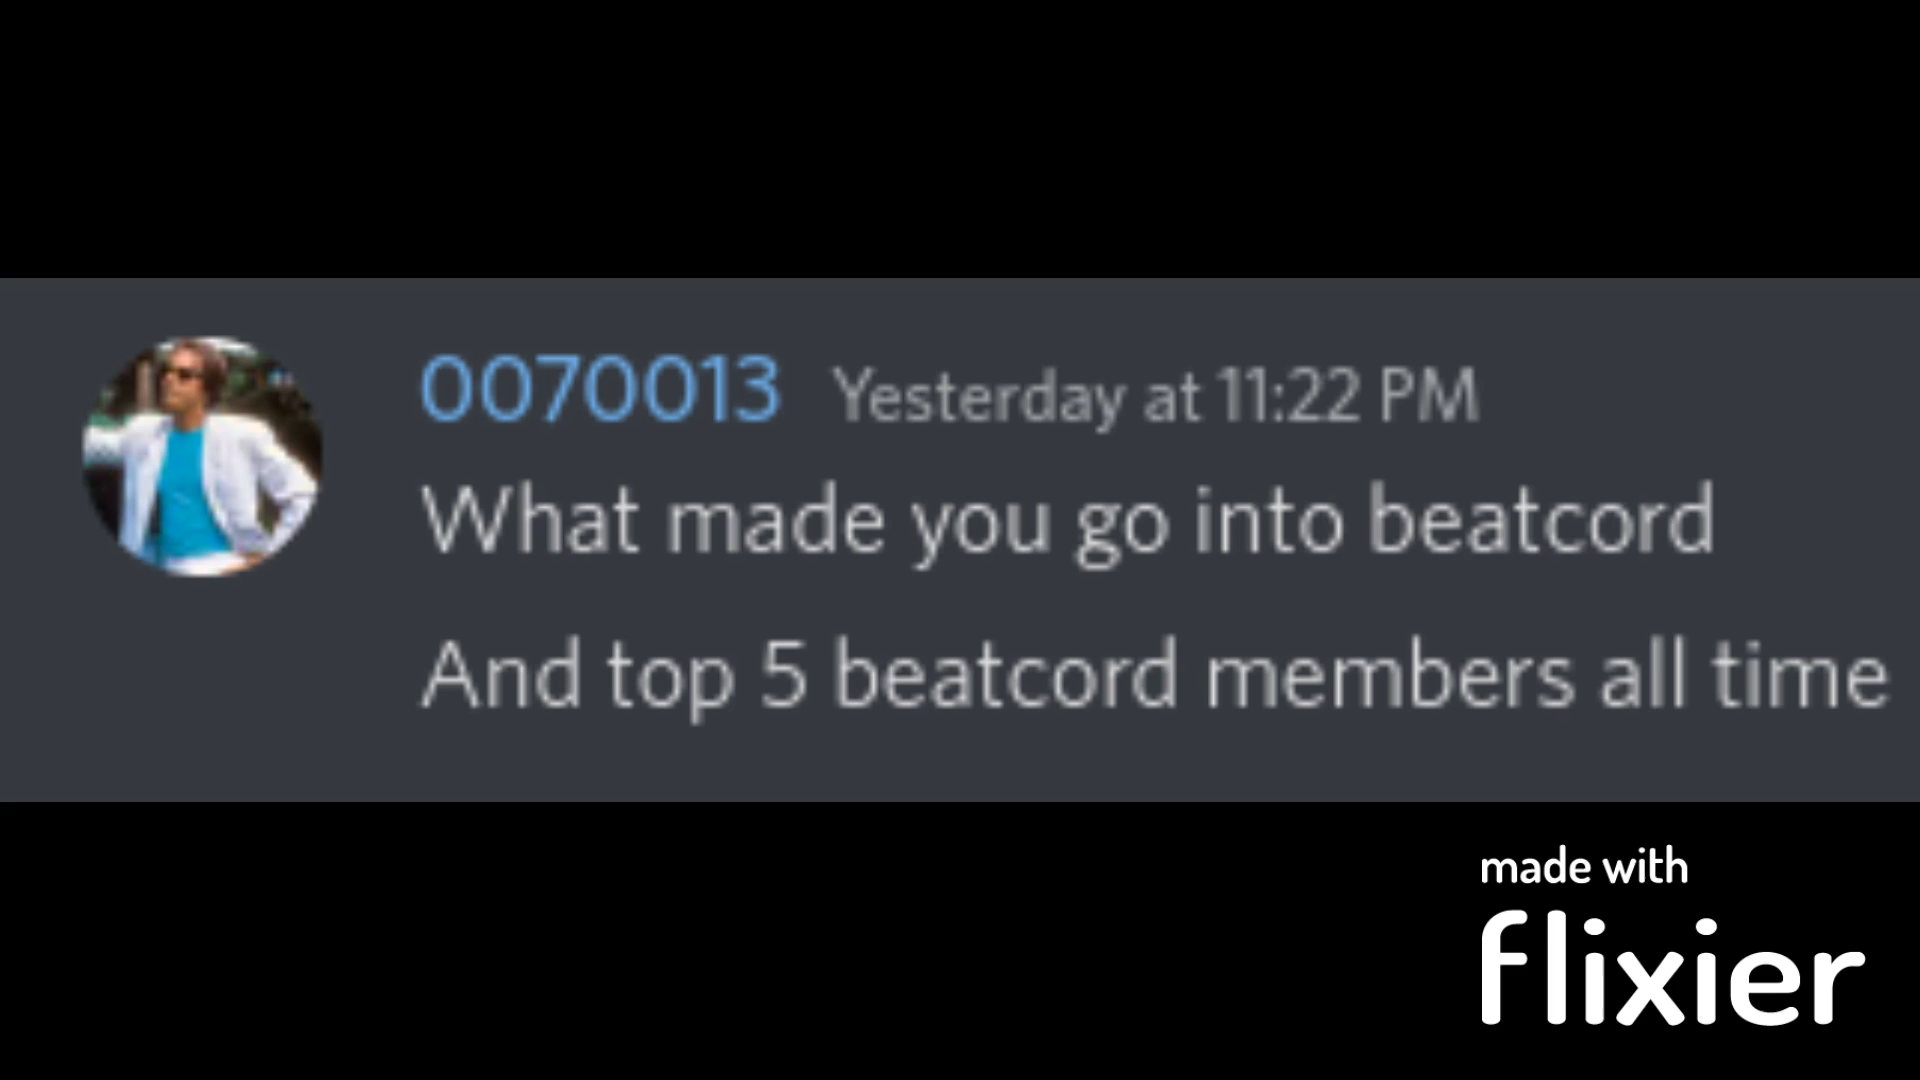 0070013 Yesterday at 11:22 PM
What made you go into beatcord
And top 5 beatcord members all time
made with
flixier